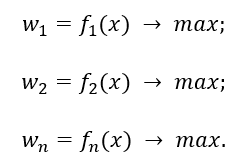 w₁ = f₁(x) → max;
w₂ = f₂(x) → max;
wₙ = fₙ(x) → max.